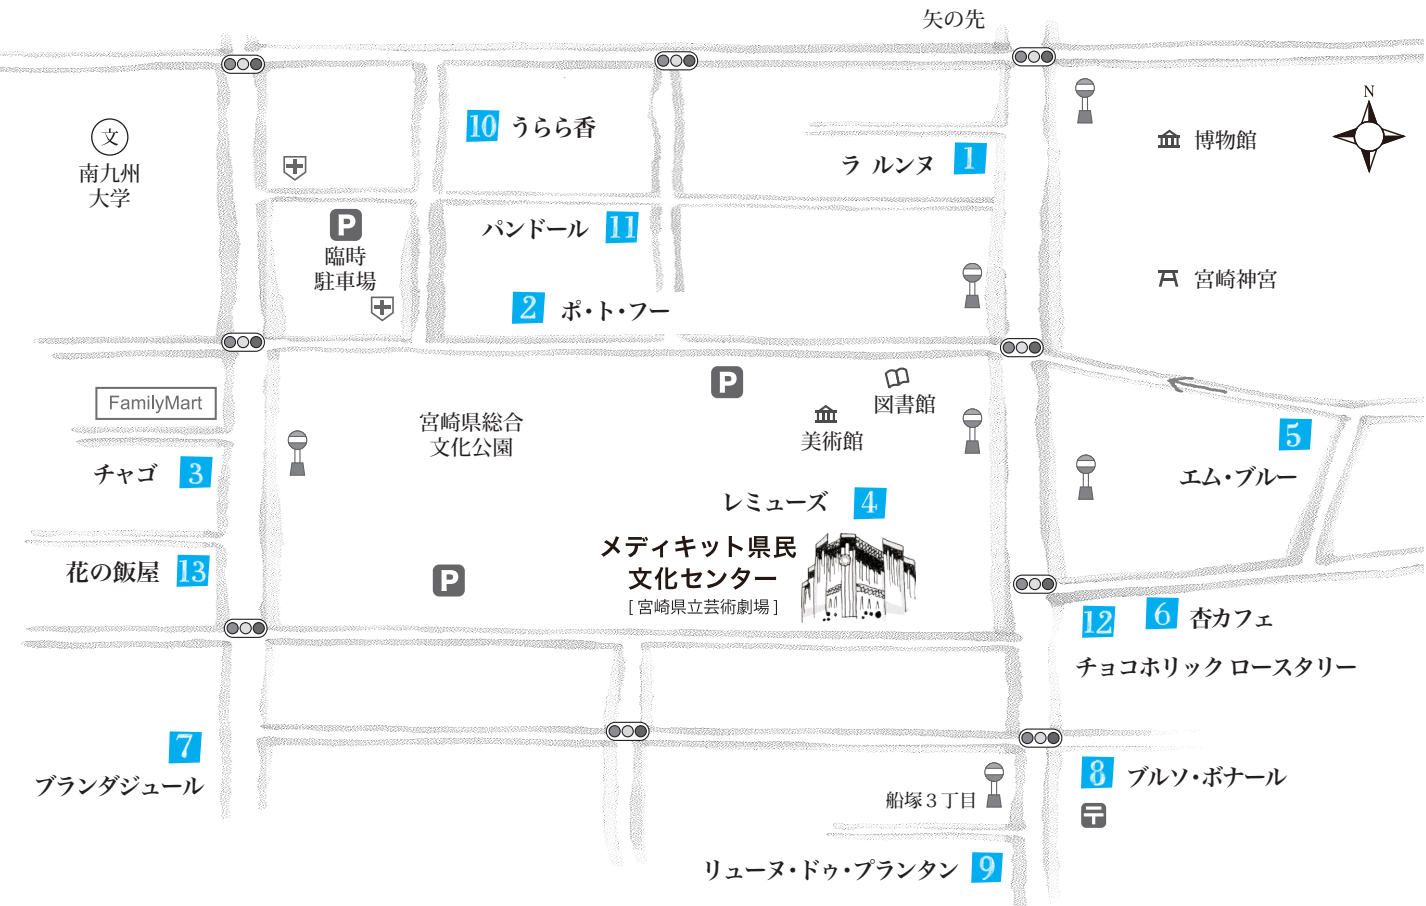 矢の先
N
文
南九州
大学
10 うらら香
ラ ルンヌ 1
博物館
P
臨時
駐車場
パンドール 11
宮崎神宮
2 ポ・ト・フー
P
FamilyMart
宮崎県総合
文化公園
図書館
美術館
5
エム・ブルー
チャゴ 3
レミューズ 4
メディキット県民
文化センター
[ 宮崎県立芸術劇場 ]
花の飯屋 13
P
12
6 杏カフェ
チョコホリック ロースタリー
7
ブランダジュール
8 ブルソ・ボナール
船塚3丁目
リューヌ・ドゥ・プランタン 9